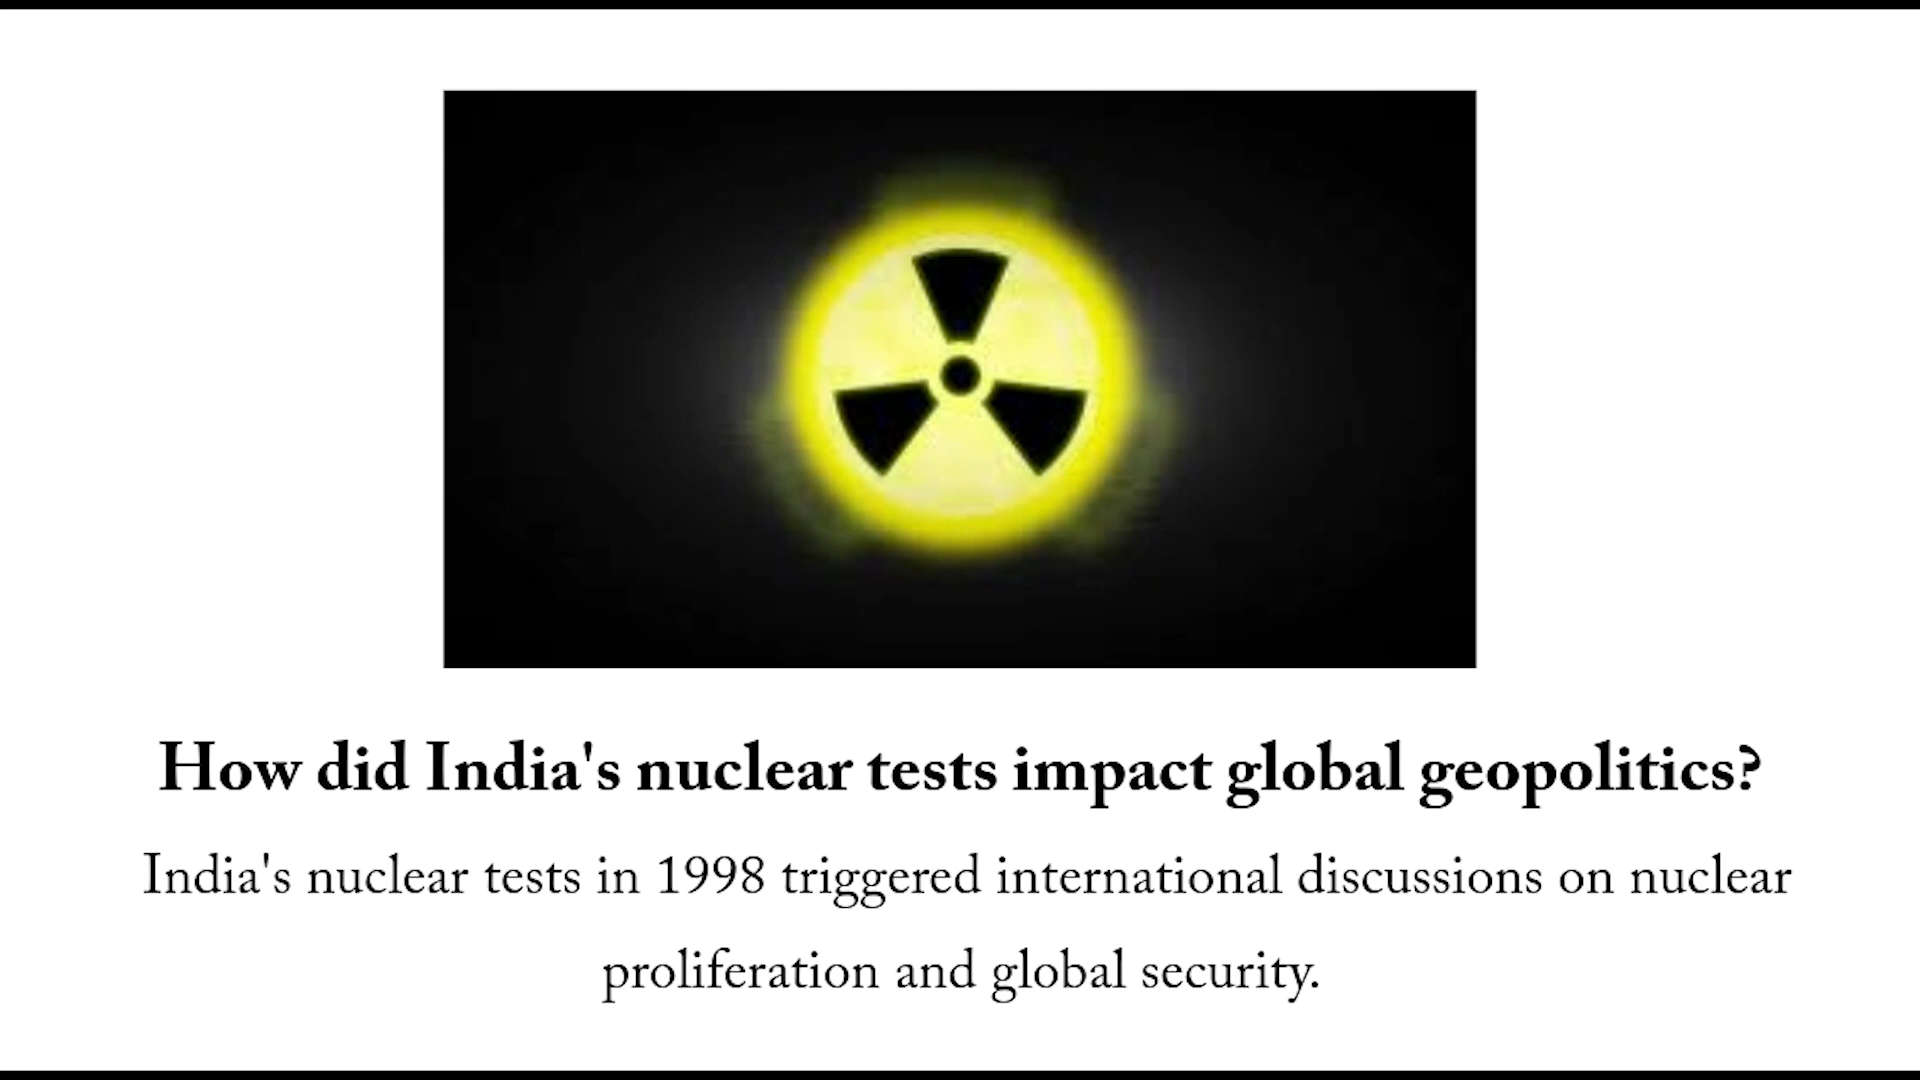 How did India's nuclear tests impact global geopolitics?
India's nuclear tests in 1998 triggered international discussions on nuclear
proliferation and global security.